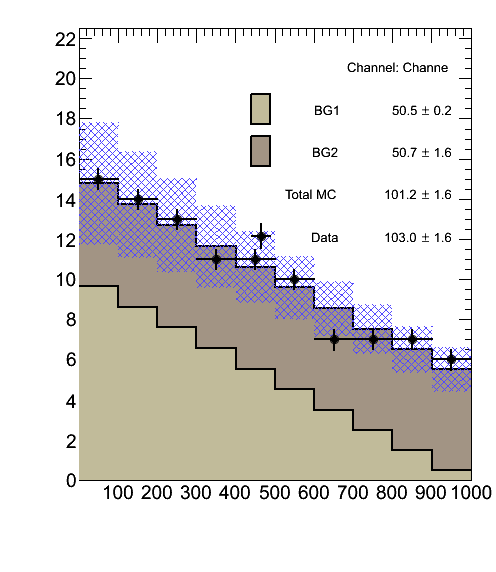 22
20
18
16
14
12
10
8
6
4
2
0
Channel: Channe
BG1 50.5 ± 0.2
BG2 50.7 ± 1.6
Total MC 101.2 ± 1.6
Data 103.0 ± 1.6
100 200 300 400 500 600 700 800 900 1000